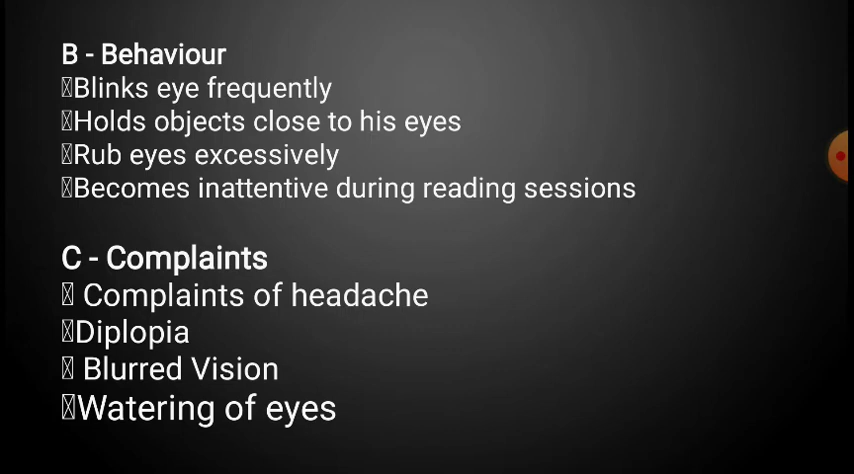 B - Behaviour
Blinks eye frequently
Holds objects close to his eyes
Rub eyes excessively
Becomes inattentive during reading sessions
C - Complaints
Complaints of headache
Diplopia
Blurred Vision
Watering of eyes